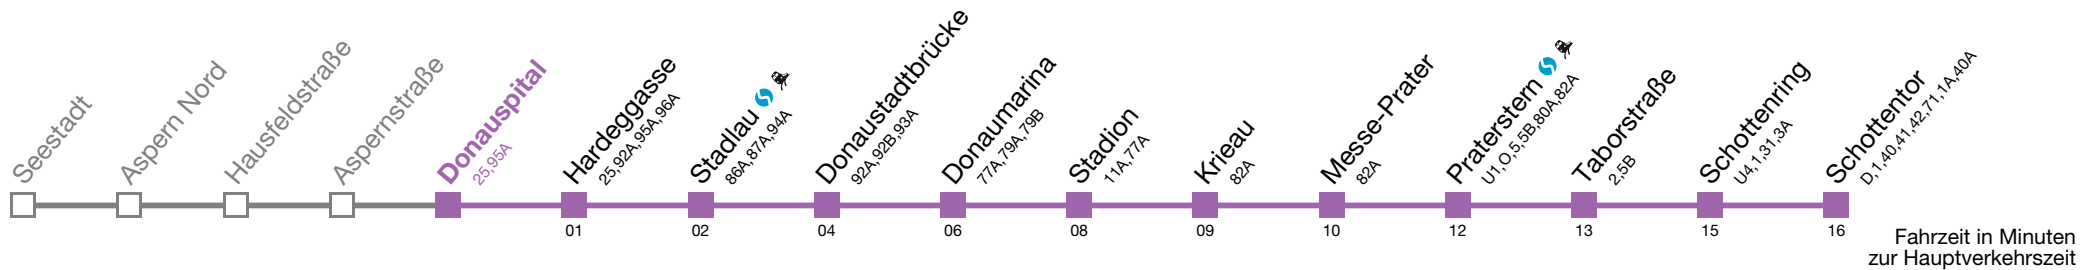 Seestadt
Aspern Nord
Hausfeldstraße
Aspernstraße
Donauspital
25,95A
Hardeggasse
25,92A,95A,96A
Stadlau
86A,87A,94A
Donaustadtbrücke
92A,92B,93A
Donaumarina
77A,79A,79B
Stadion
11A,77A
Krieau
82A
Messe-Prater
82A
Praterstern
U1,O,5,5B,80A,82A
Taborstraße
2,5B
Schottenring
U4,1,31,3A
Schottentor
D,1,40,41,42,71,1A,40A
01
02
04
06
08
09
10
12
13
15
16
Fahrzeit in Minuten
zur Hauptverkehrszeit